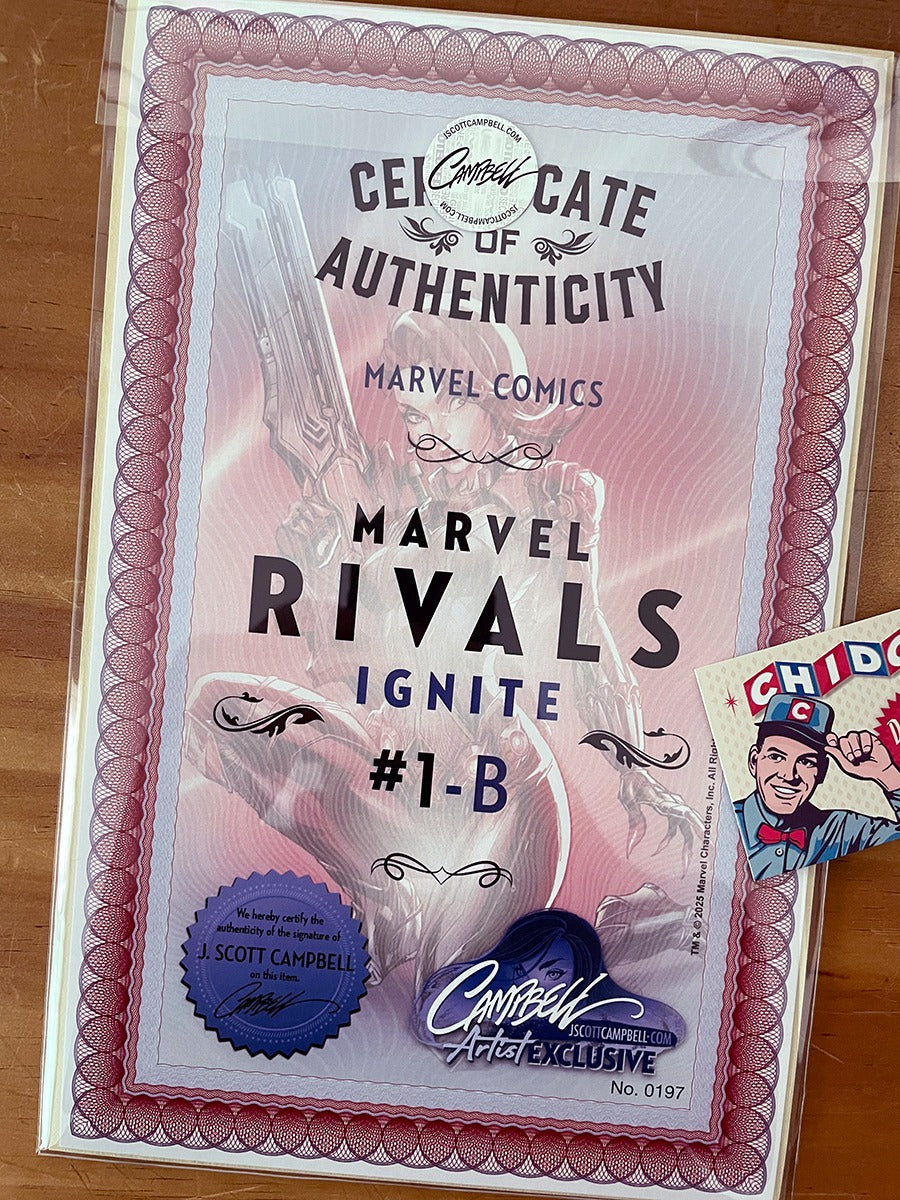 JSCOTTCAMPBELL.COM
CAMPBELL
JSCOTTCAMPBELL.COM
CE CATE
OF
AUTHENTICITY
MARVEL COMICS
MARVEL
RIVALS
IGNITE
#1-B
We hereby certify the
authenticity of the signature of
J. SCOTT CAMPBELL
on this item.
CAMPBELL
CAMPBELL
JSCOTTCAMPBELL.COM
Artist EXCLUSIVE
No. 0197
TM & © 2025 Marvel Characters, Inc. All Righ
CHIDO
C